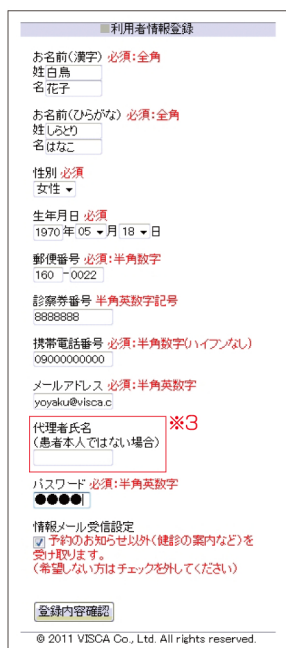 ■利用者情報登録
お名前(漢字) 必須:全角
姓白鳥
名花子
お名前(ひらがな) 必須:全角
姓しらとり
名はなこ
性別 必須
女性
生年月日 必須
1970年05月18日
郵便番号 必須:半角数字
160-0022
診察券番号 半角英数字記号
8888888
携帯電話番号 必須:半角数字(ハイフンなし)
09000000000
メールアドレス 必須:半角英数字
yoyaku@visca.c
代理者氏名
(患者本人ではない場合)
※3
パスワード 必須:半角英数字
●●●●
情報メール受信設定
予約のお知らせ以外(健診の案内など)を
受け取ります。
(希望しない方はチェックを外してください)
登録内容確認
© 2011 VISCA Co., Ltd. All rights reserved.